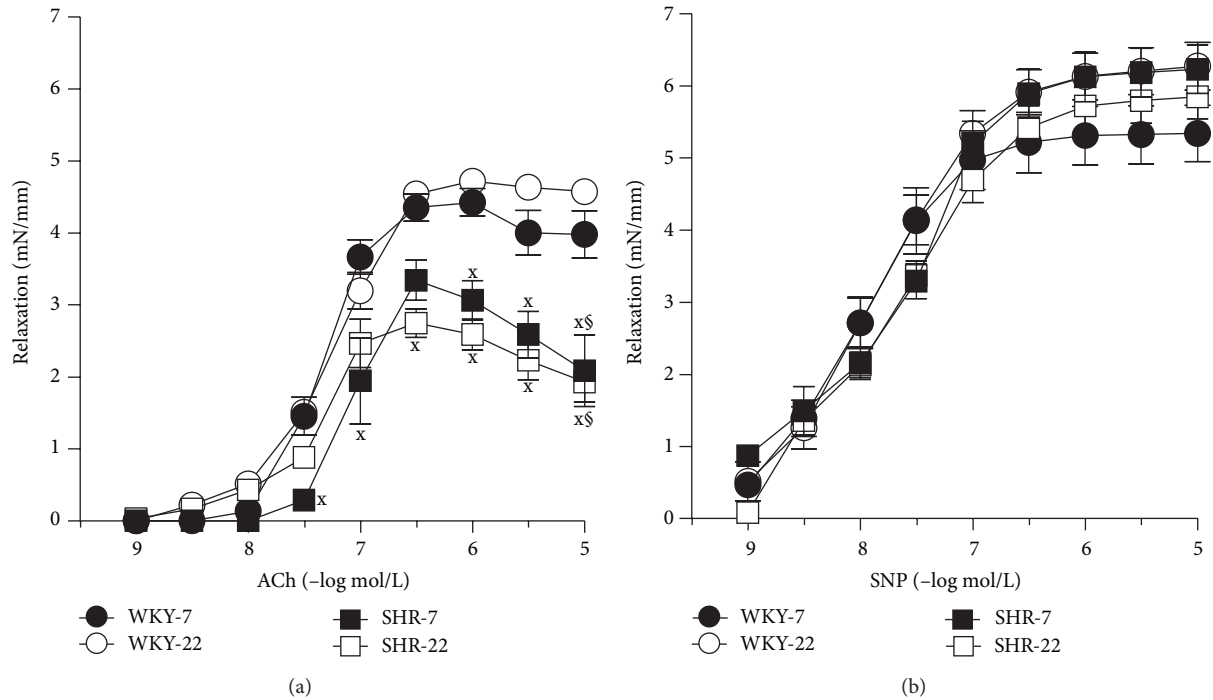 7
6
5
4
3
2
1
0
Relaxation (mN/mm)
x
x
x
x
x
x
x
x§
x§
9 8 7 6 5
ACh (–log mol/L)
WKY-7
WKY-22
SHR-7
SHR-22
(a)
7
6
5
4
3
2
1
0
Relaxation (mN/mm)
9 8 7 6 5
SNP (–log mol/L)
WKY-7
WKY-22
SHR-7
SHR-22
(b)